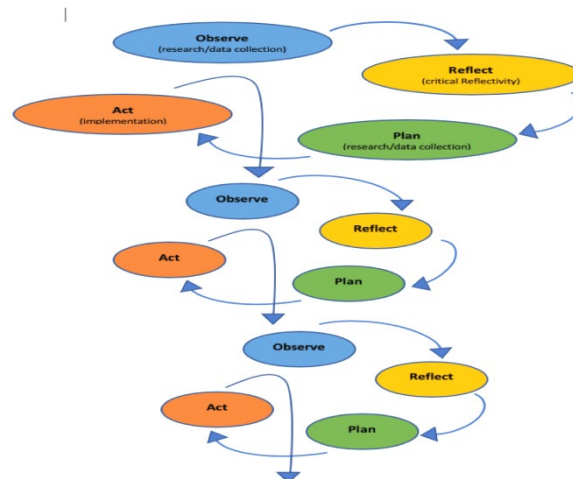 Observe
(research/data collection)
Reflect
(critical Reflectivity)
Act
(implementation)
Plan
(research/data collection)
Observe
Reflect
Act
Plan
Observe
Reflect
Act
Plan